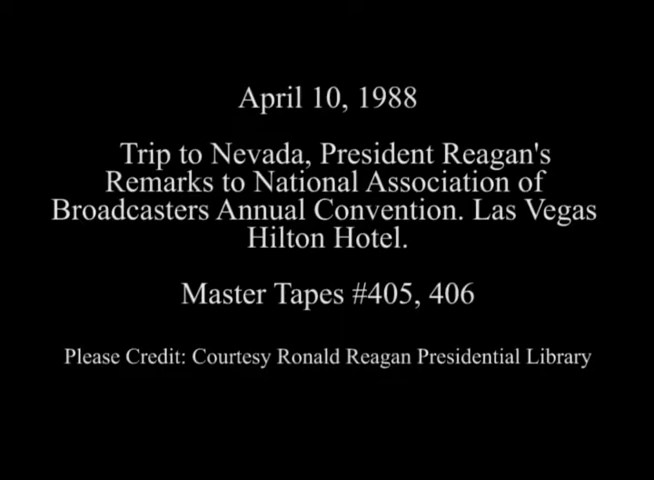 April 10, 1988
Trip to Nevada, President Reagan's
Remarks to National Association of
Broadcasters Annual Convention. Las Vegas
Hilton Hotel.
Master Tapes #405, 406
Please Credit: Courtesy Ronald Reagan Presidential Library